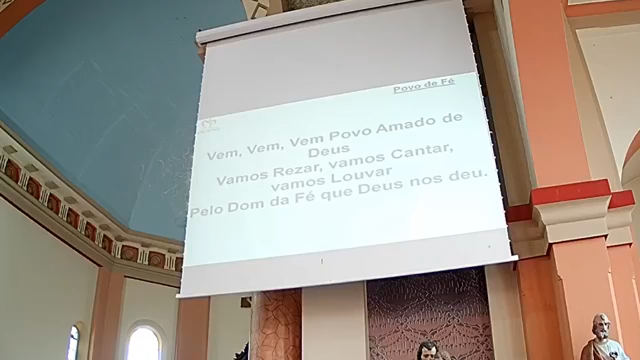 Povo de Fé
Vem, Vem, Vem Povo Amado de
Deus
Vamos Rezar, vamos Cantar,
vamos Louvar
Pelo Dom da Fé que Deus nos deu.